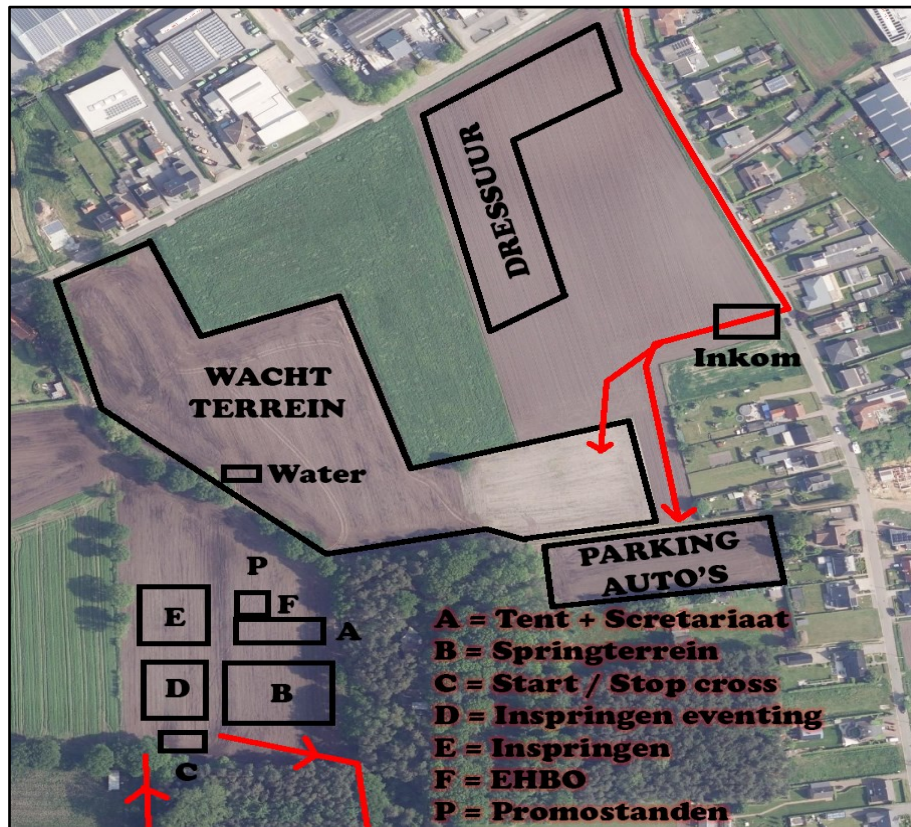 DRESSUUR
Inkom
WACHT
TERREIN
Water
PARKING
AUTO'S
P
E
F
A
D
B
C
A = Tent + Scretariaat
B = Springterrein
C = Start / Stop cross
D = Inspringen eventing
E = Inspringen
F = EHBO
P = Promostanden